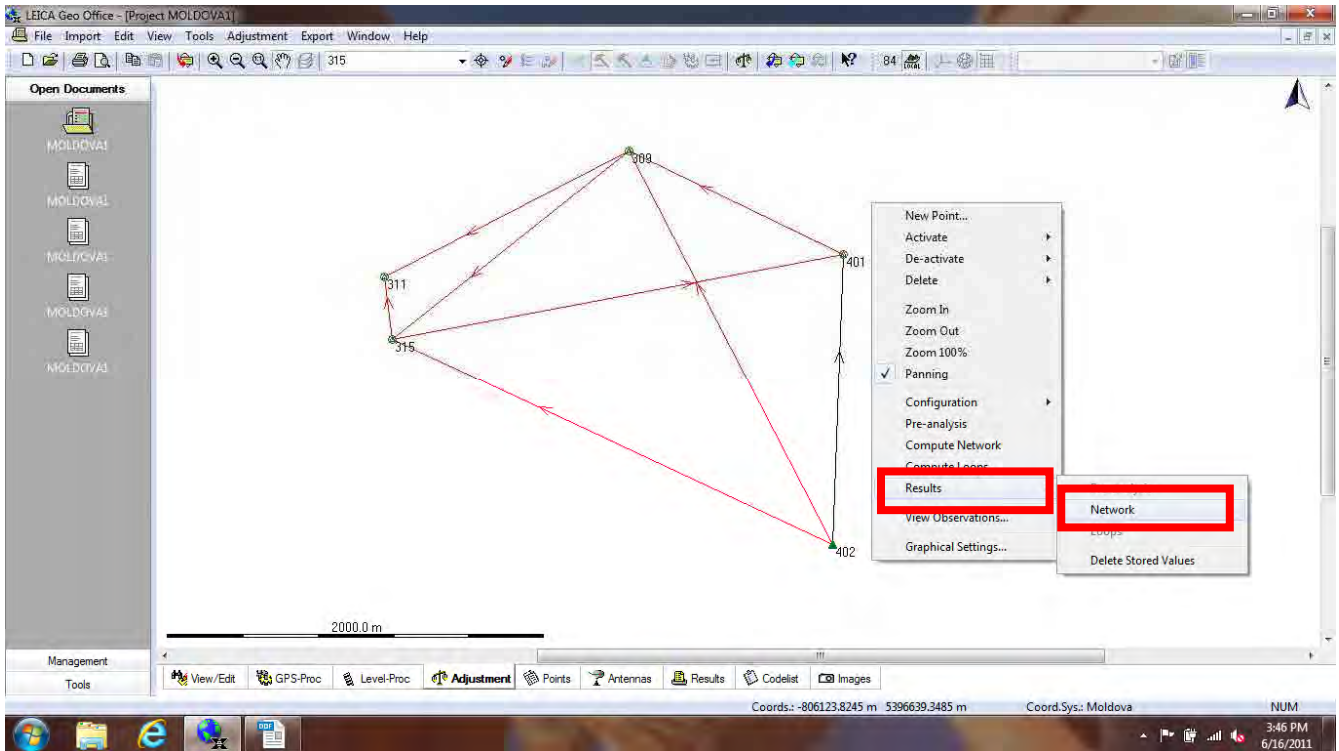 LEICA Geo Office - [Project MOLDOVA1]
File Import Edit View Tools Adjustment Export Window Help
315
84
Open Documents
MOLDOVA1
MOLDOVA1
MOLDOVA1
MOLDOVA1
MOLDOVA1
309
401
311
315
402
New Point...
Activate
De-activate
Delete
Zoom In
Zoom Out
Zoom 100%
Panning
Configuration
Pre-analysis
Compute Network
Compute Loops
Results
View Observations...
Graphical Settings...
Network
Loops
Delete Stored Values
2000.0 m
Management
Tools
View/Edit GPS-Proc Level-Proc Adjustment Points Antennas Results Codelist Images
Coords.: -806123.8245 m 5396639.3485 m Coord.Sys.: Moldova NUM
3:46 PM
6/16/2011